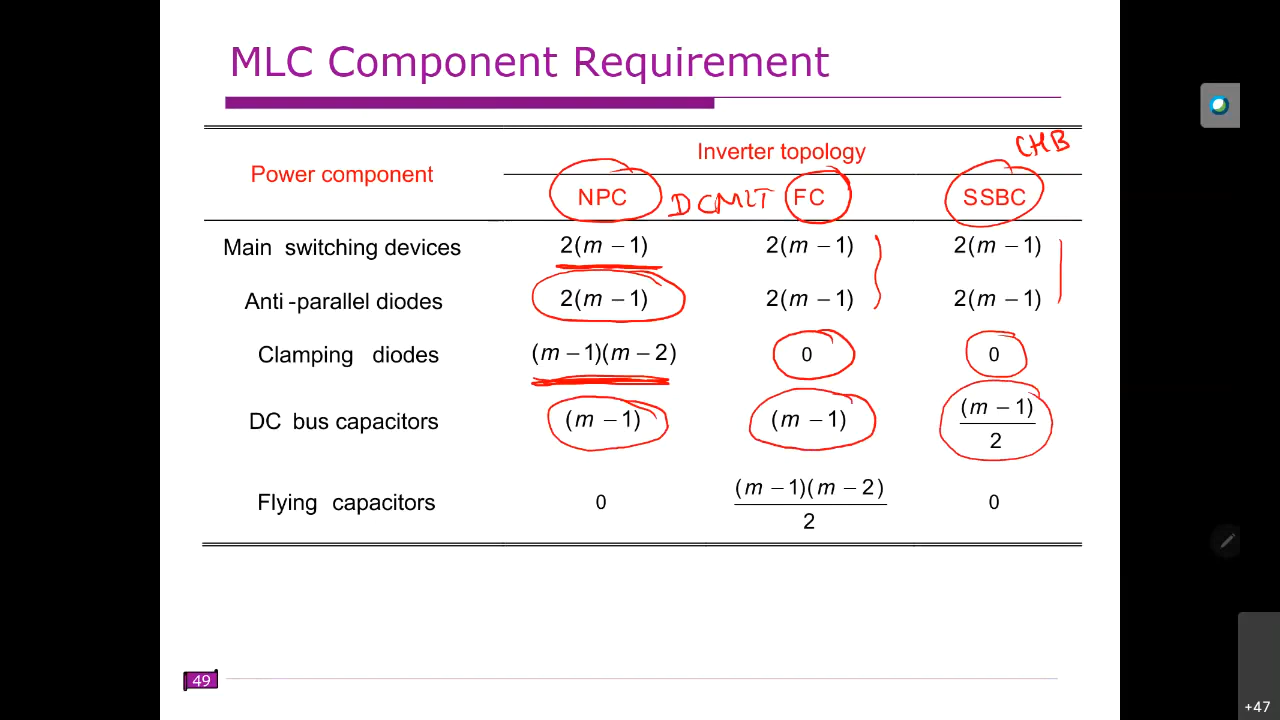 MLC Component Requirement
CHB
Inverter topology
Power component
NPC DCMLI FC SSBC
Main switching devices 2(m – 1) 2(m – 1) 2(m – 1)
Anti-parallel diodes 2(m – 1) 2(m – 1) 2(m – 1)
Clamping diodes (m – 1)(m – 2) 0 0
DC bus capacitors (m – 1) (m – 1) (m – 1)/2
Flying capacitors 0 (m – 1)(m – 2)/2 0
49
+47